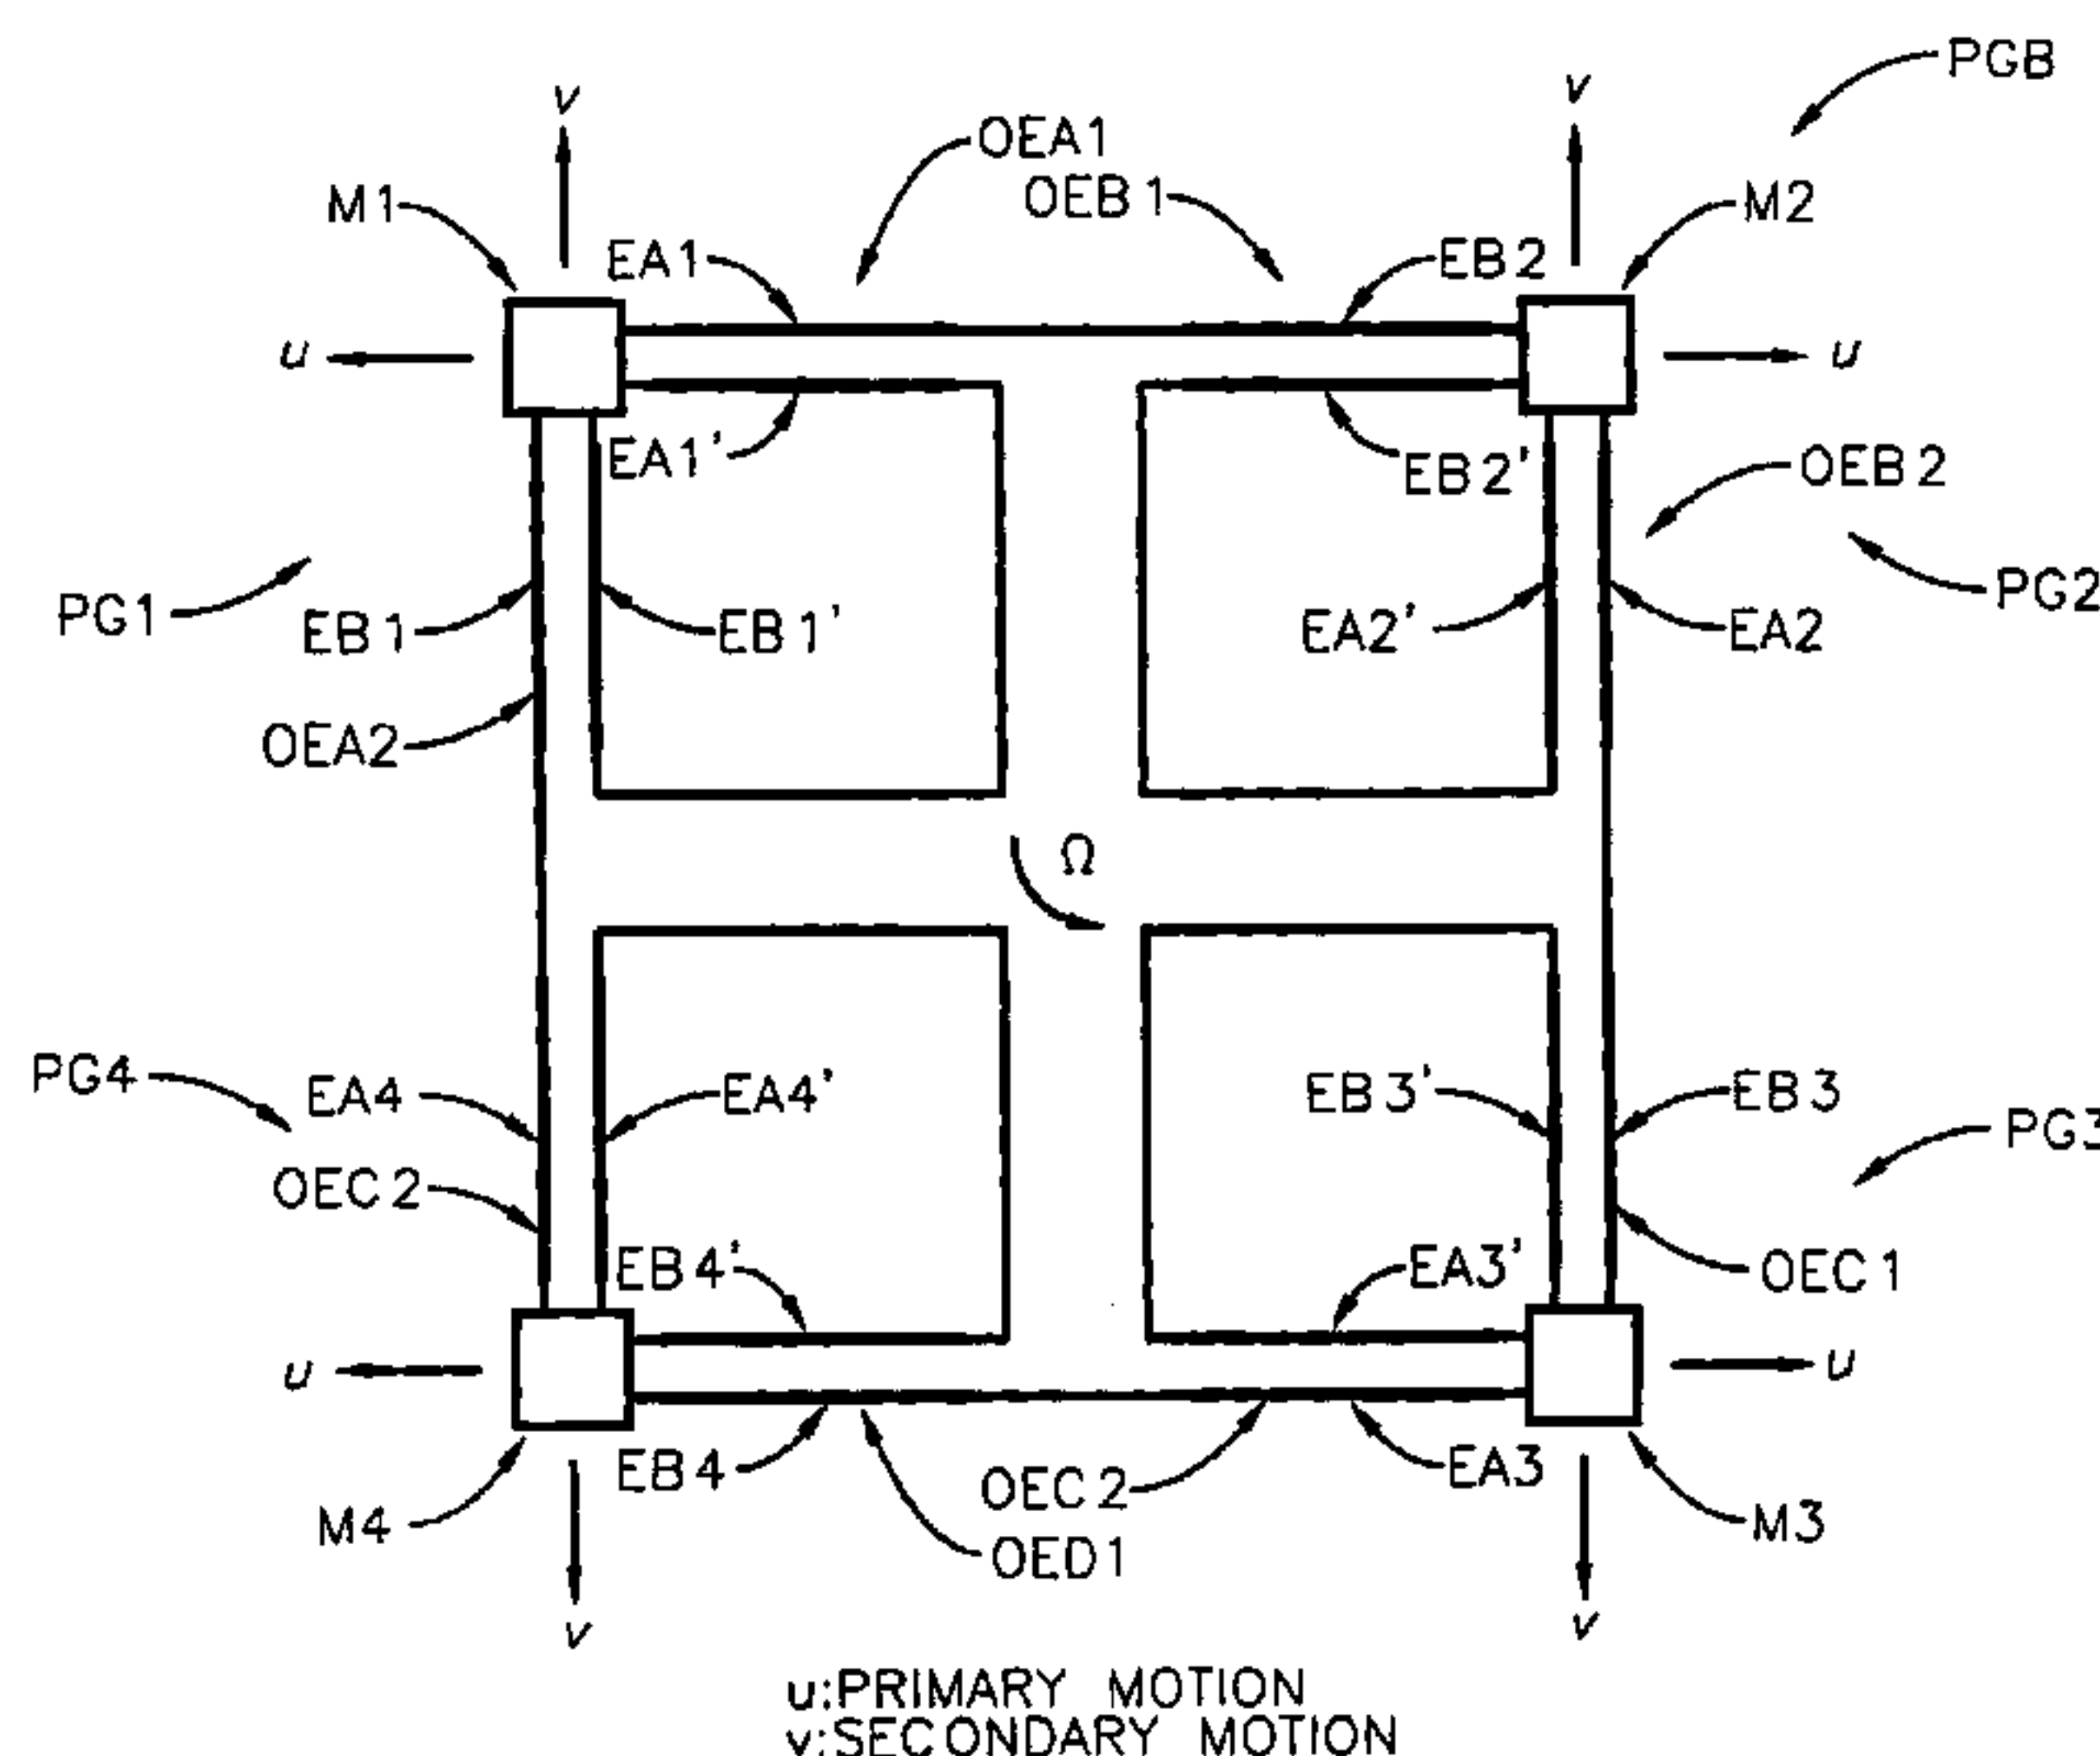 PGB
v
v
OEA1
OEB1
M1
M2
EA1
EB2
u
u
EA1'
EB2'
OEB2
PG1
PG2
EB1
EB1'
EA2'
EA2
OEA2
Ω
PG4
EA4
EA4'
EB3'
EB3
PG3
OEC2
EB4'
EA3'
OEC1
u
u
EB4
OEC2
EA3
M4
M3
OED1
v
v
u:PRIMARY MOTION
v:SECONDARY MOTION